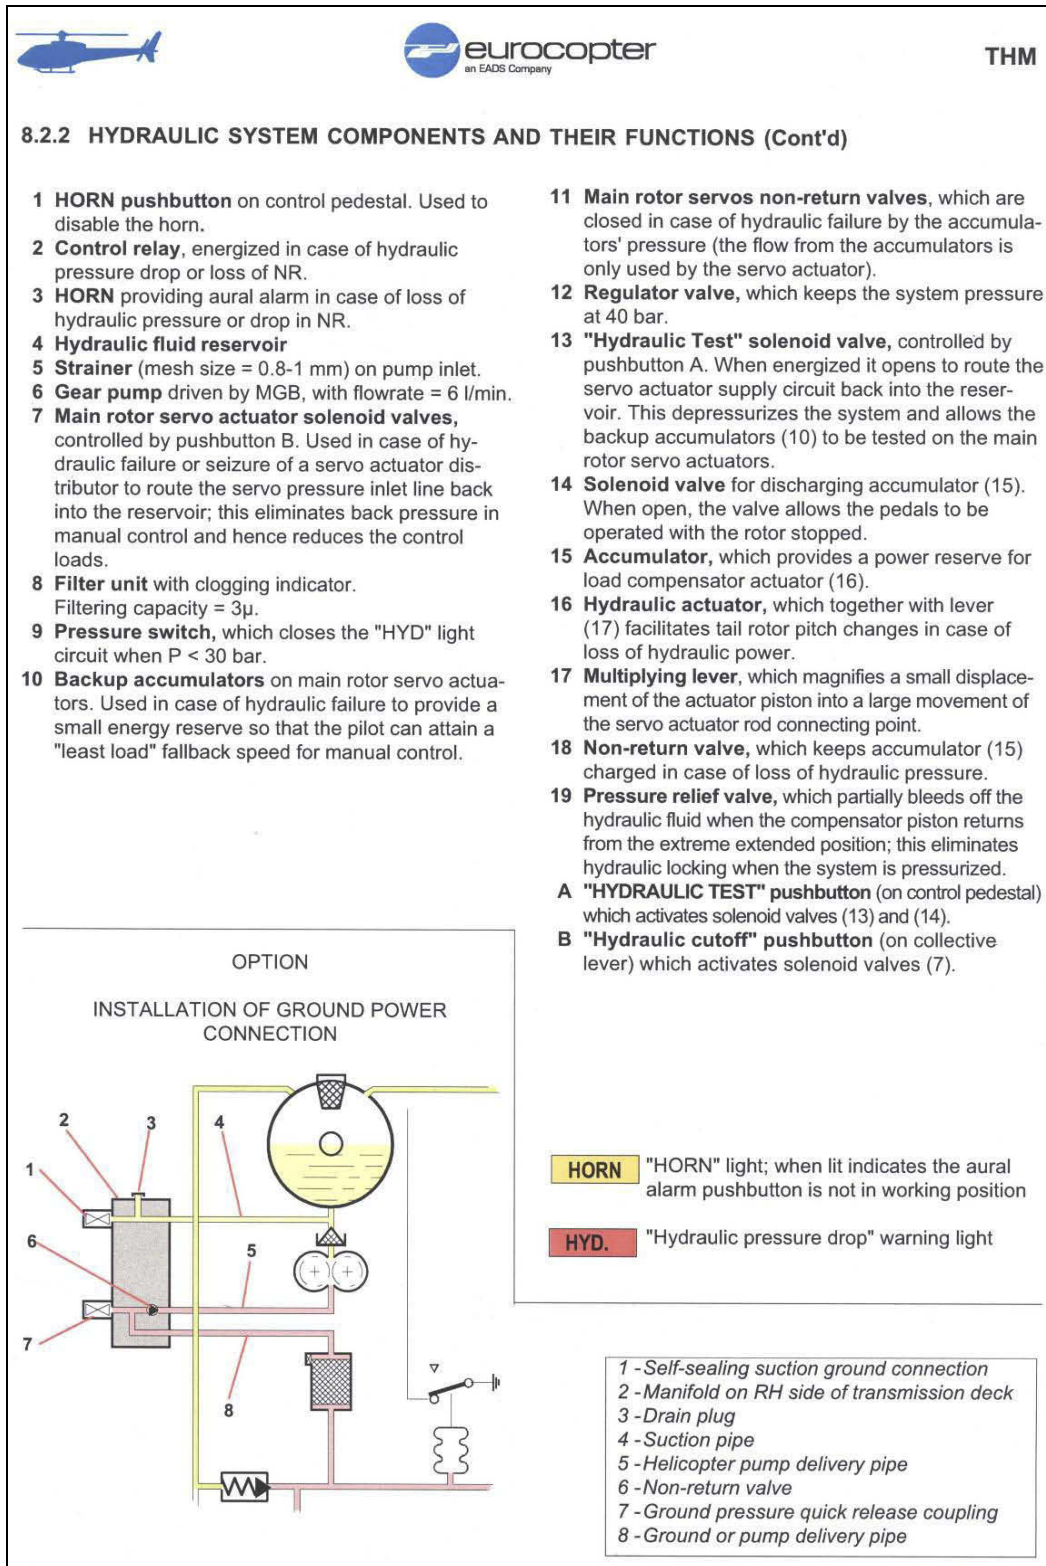 eurocopter
an EADS Company
THM
8.2.2 HYDRAULIC SYSTEM COMPONENTS AND THEIR FUNCTIONS (Cont'd)
1 HORN pushbutton on control pedestal. Used to
disable the horn.
2 Control relay, energized in case of hydraulic
pressure drop or loss of NR.
3 HORN providing aural alarm in case of loss of
hydraulic pressure or drop in NR.
4 Hydraulic fluid reservoir
5 Strainer (mesh size = 0.8-1 mm) on pump inlet.
6 Gear pump driven by MGB, with flowrate = 6 l/min.
7 Main rotor servo actuator solenoid valves,
controlled by pushbutton B. Used in case of hy-
draulic failure or seizure of a servo actuator dis-
tributor to route the servo pressure inlet line back
into the reservoir; this eliminates back pressure in
manual control and hence reduces the control
loads.
8 Filter unit with clogging indicator.
Filtering capacity = 3µ.
9 Pressure switch, which closes the "HYD" light
circuit when P < 30 bar.
10 Backup accumulators on main rotor servo actua-
tors. Used in case of hydraulic failure to provide a
small energy reserve so that the pilot can attain a
"least load" fallback speed for manual control.
11 Main rotor servos non-return valves, which are
closed in case of hydraulic failure by the accumula-
tors' pressure (the flow from the accumulators is
only used by the servo actuator).
12 Regulator valve, which keeps the system pressure
at 40 bar.
13 "Hydraulic Test" solenoid valve, controlled by
pushbutton A. When energized it opens to route the
servo actuator supply circuit back into the reser-
voir. This depressurizes the system and allows the
backup accumulators (10) to be tested on the main
rotor servo actuators.
14 Solenoid valve for discharging accumulator (15).
When open, the valve allows the pedals to be
operated with the rotor stopped.
15 Accumulator, which provides a power reserve for
load compensator actuator (16).
16 Hydraulic actuator, which together with lever
(17) facilitates tail rotor pitch changes in case of
loss of hydraulic power.
17 Multiplying lever, which magnifies a small displace-
ment of the actuator piston into a large movement of
the servo actuator rod connecting point.
18 Non-return valve, which keeps accumulator (15)
charged in case of loss of hydraulic pressure.
19 Pressure relief valve, which partially bleeds off the
hydraulic fluid when the compensator piston returns
from the extreme extended position; this eliminates
hydraulic locking when the system is pressurized.
A "HYDRAULIC TEST" pushbutton (on control pedestal)
which activates solenoid valves (13) and (14).
B "Hydraulic cutoff" pushbutton (on collective
lever) which activates solenoid valves (7).
OPTION
INSTALLATION OF GROUND POWER
CONNECTION
2
3
4
1
6
5
7
8
HORN "HORN" light; when lit indicates the aural
alarm pushbutton is not in working position
HYD. "Hydraulic pressure drop" warning light
1 - Self-sealing suction ground connection
2 - Manifold on RH side of transmission deck
3 - Drain plug
4 - Suction pipe
5 - Helicopter pump delivery pipe
6 - Non-return valve
7 - Ground pressure quick release coupling
8 - Ground or pump delivery pipe